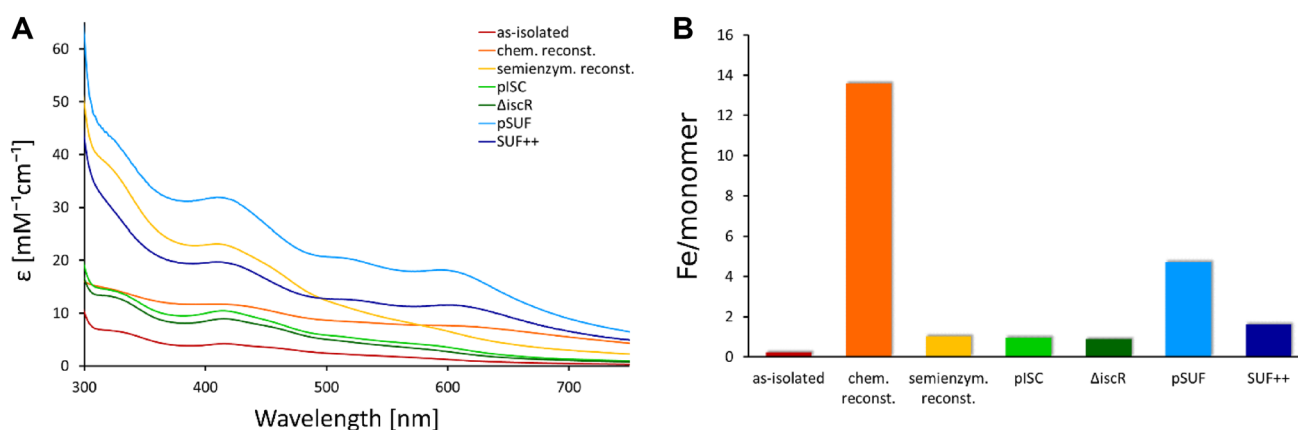 A
ε [mM⁻¹cm⁻¹]
60
50
40
30
20
10
0
300
400
500
600
700
Wavelength [nm]
as-isolated
chem. reconst.
semienzym. reconst.
pISC
ΔiscR
pSUF
SUF++
B
Fe/monomer
16
14
12
10
8
6
4
2
0
as-isolated
chem.
reconst.
semienzym.
reconst.
pISC
ΔiscR
pSUF
SUF++